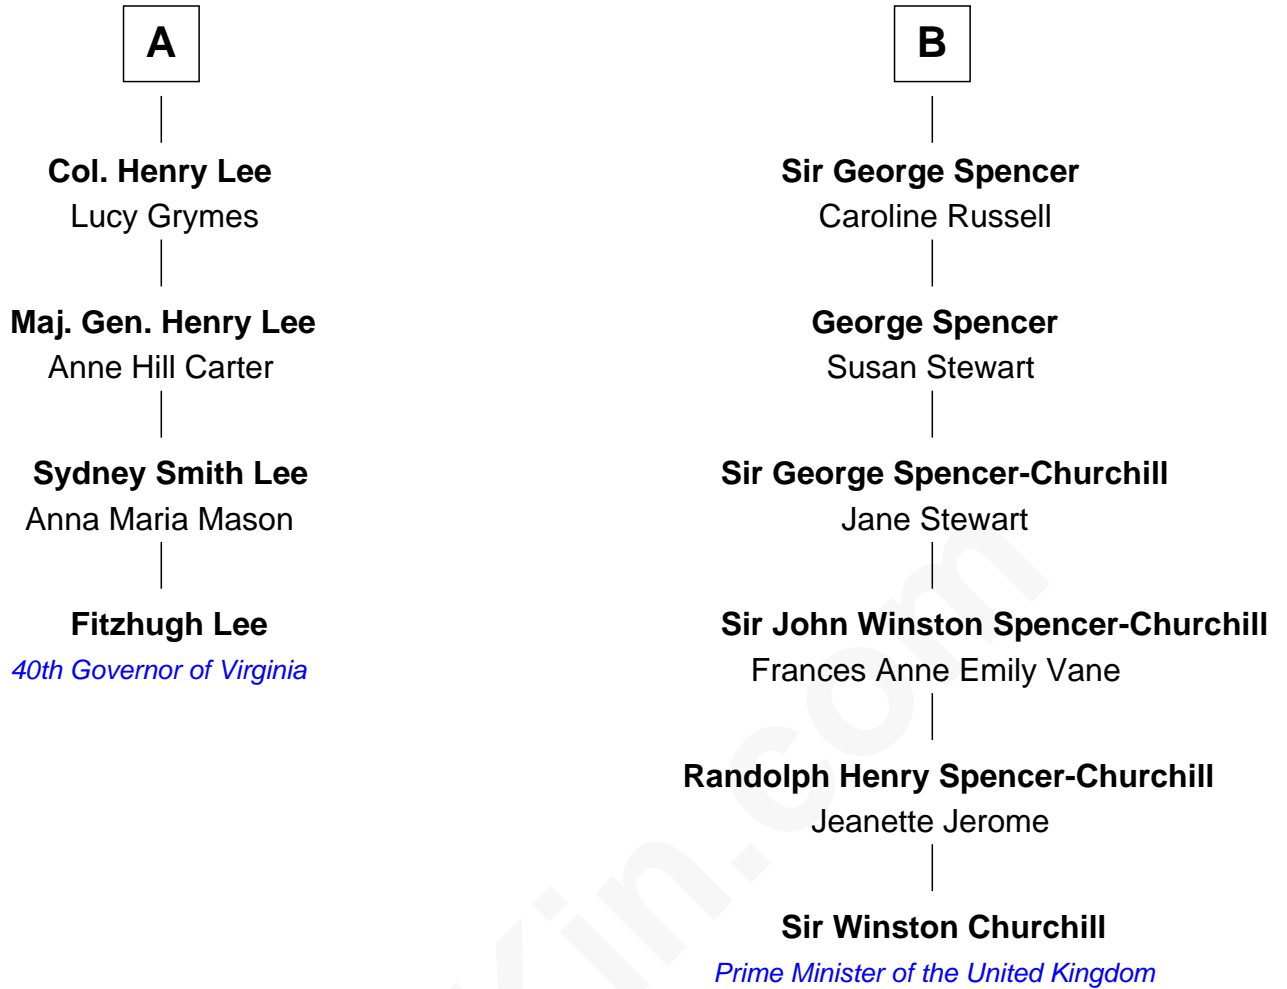 A
Col. Henry Lee
Lucy Grymes
Maj. Gen. Henry Lee
Anne Hill Carter
Sydney Smith Lee
Anna Maria Mason
Fitzhugh Lee
40th Governor of Virginia
B
Sir George Spencer
Caroline Russell
George Spencer
Susan Stewart
Sir George Spencer-Churchill
Jane Stewart
Sir John Winston Spencer-Churchill
Frances Anne Emily Vane
Randolph Henry Spencer-Churchill
Jeanette Jerome
Sir Winston Churchill
Prime Minister of the United Kingdom
Kin.com